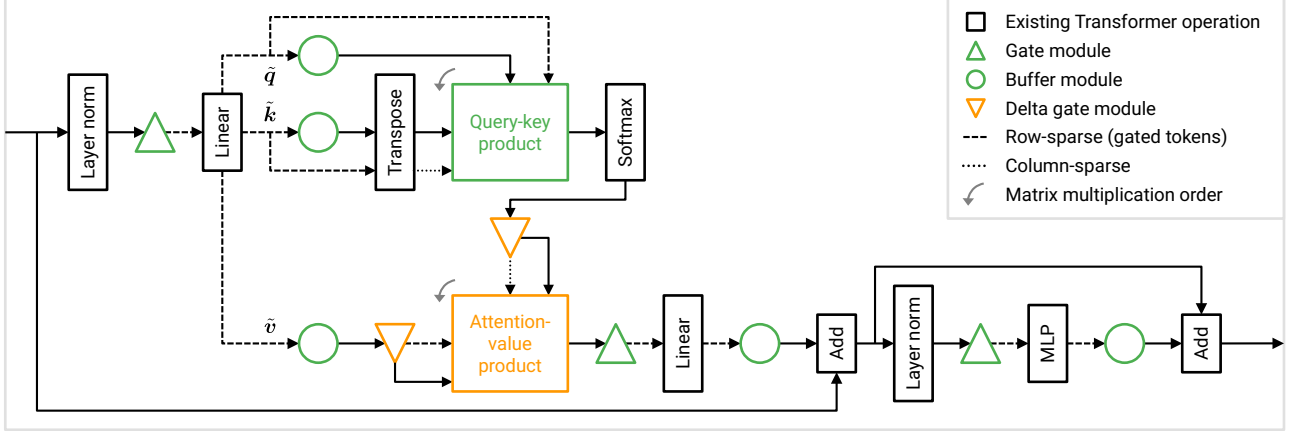 Existing Transformer operation
Gate module
Buffer module
Delta gate module
Row-sparse (gated tokens)
Column-sparse
Matrix multiplication order
Layer norm
Linear
q̃
k̃
ṽ
Transpose
Query-key
product
Softmax
Attention-
value
product
Linear
Add
Layer norm
MLP
Add